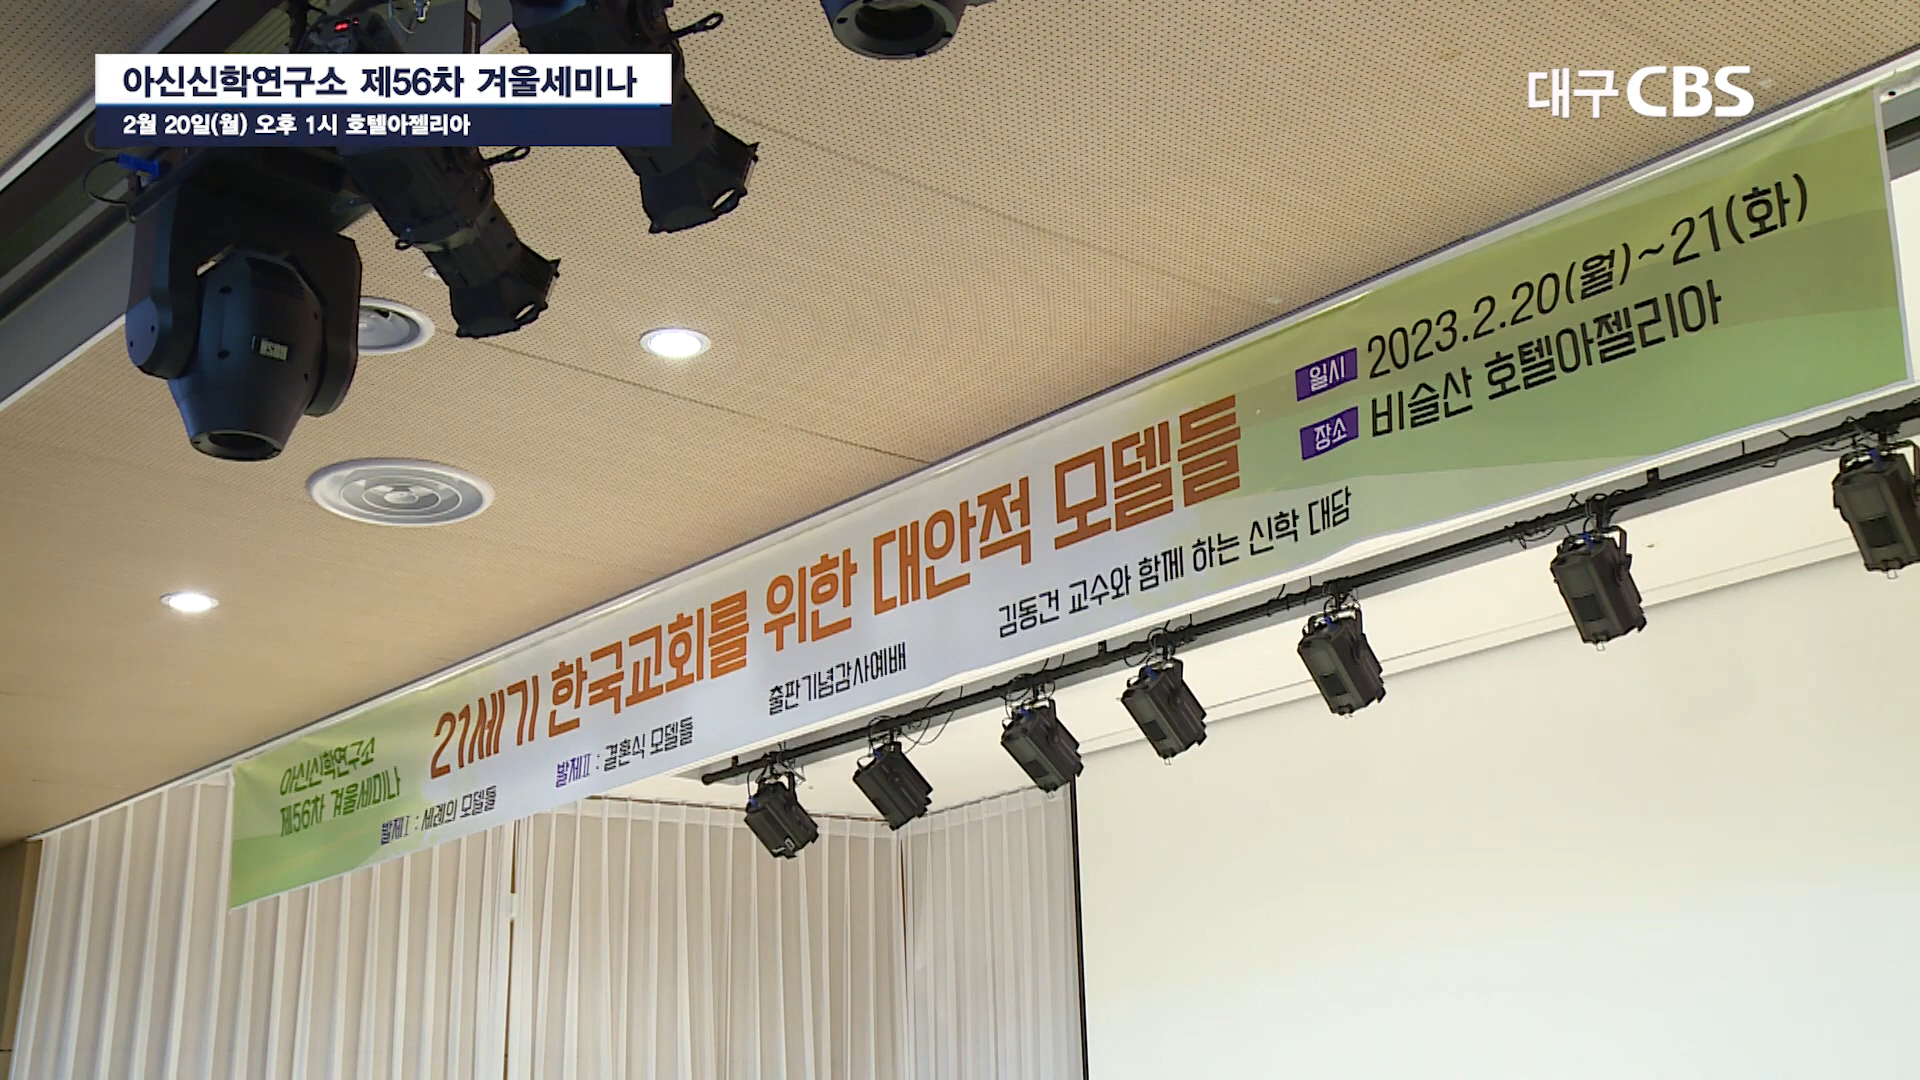 아신신학연구소 제56차 겨울세미나
2월 20일(월) 오후 1시 호텔아젤리아
대구CBS
아신신학연구소
제56차 겨울세미나
21세기 한국교회를 위한 대안적 모델들
발제Ⅰ : 세례의 모델들
발제Ⅱ : 결혼식 모델들
출판기념감사예배
김동건 교수와 함께 하는 신학 대담
일시 2023.2.20(월)~21(화)
장소 비슬산 호텔아젤리아